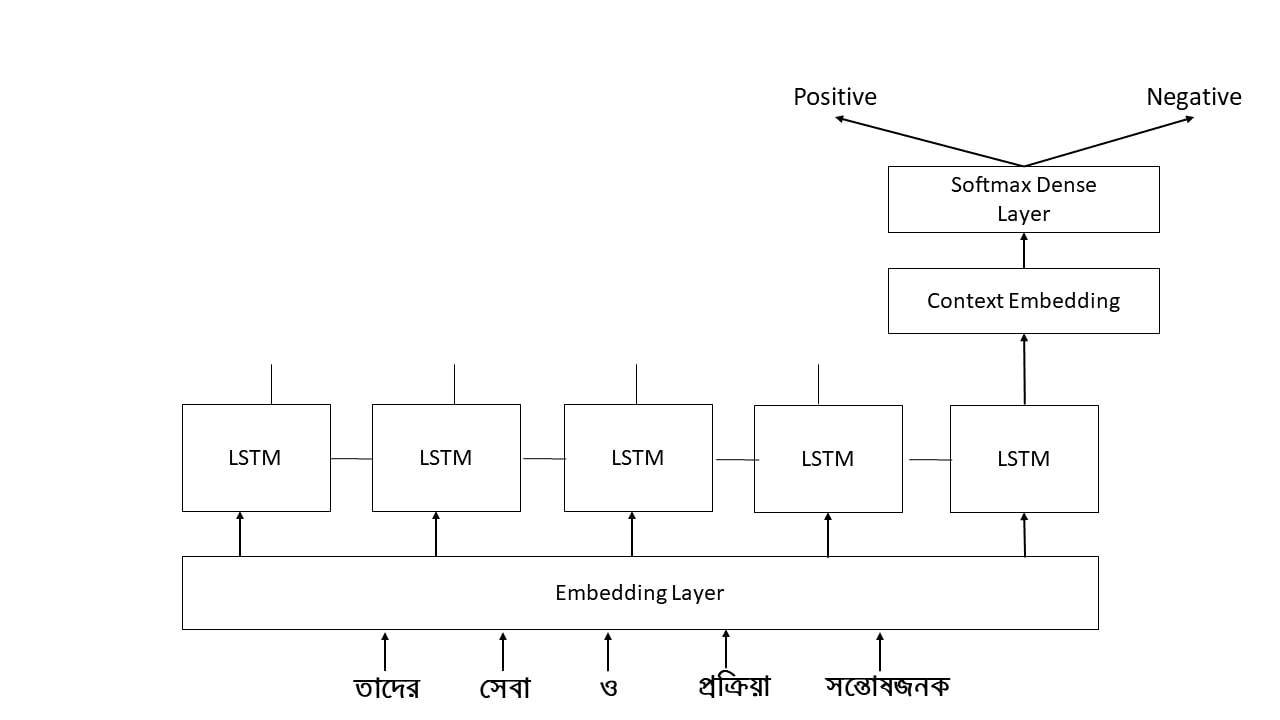 Positive
Negative
Softmax Dense
Layer
Context Embedding
LSTM
LSTM
LSTM
LSTM
LSTM
Embedding Layer
তাদের সেবা ও প্রক্রিয়া সন্তোষজনক